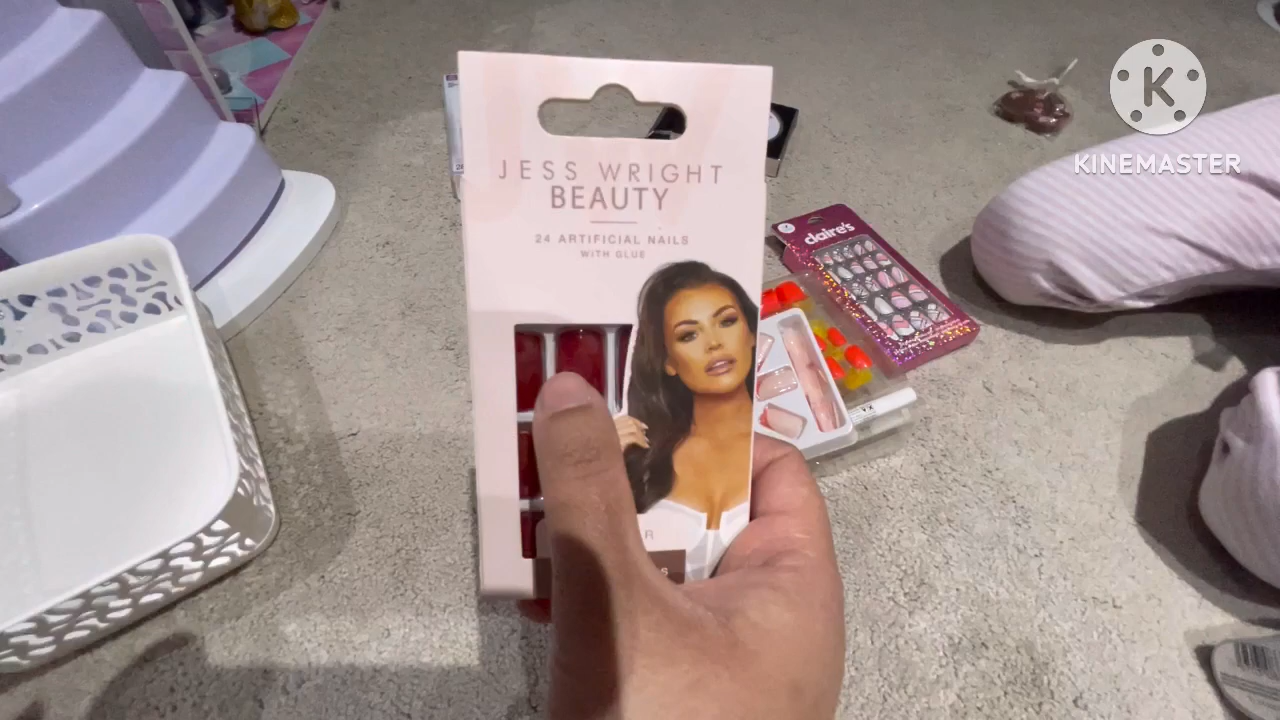 JESS WRIGHT
BEAUTY
24 ARTIFICIAL NAILS
WITH GLUE
claire's
KINEMASTER